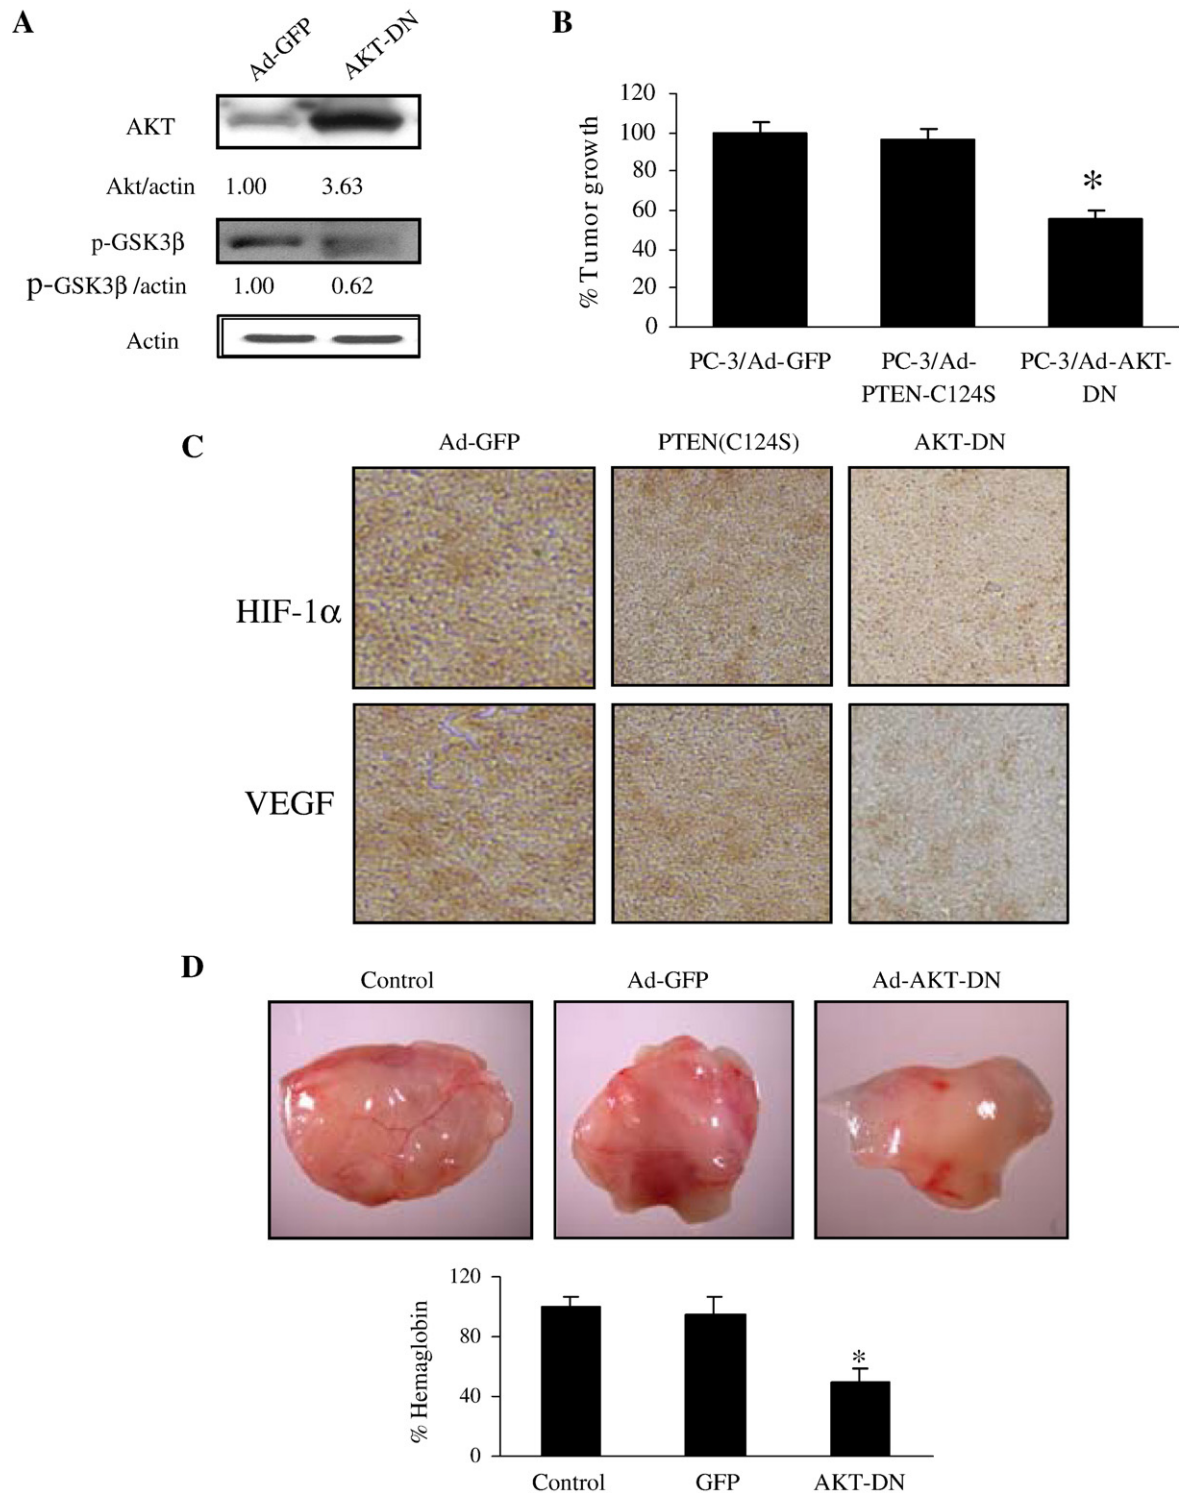 A
Ad-GFP
AKT-DN
AKT
Akt/actin 1.00 3.63
p-GSK3β
p-GSK3β /actin 1.00 0.62
Actin
B
% Tumor growth
120
100
80
60
40
20
0
*
PC-3/Ad-GFP
PC-3/Ad-
PTEN-C124S
PC-3/Ad-AKT-
DN
C
Ad-GFP PTEN(C124S) AKT-DN
HIF-1α
VEGF
D
Control Ad-GFP Ad-AKT-DN
% Hemaglobin
120
80
40
0
*
Control GFP AKT-DN